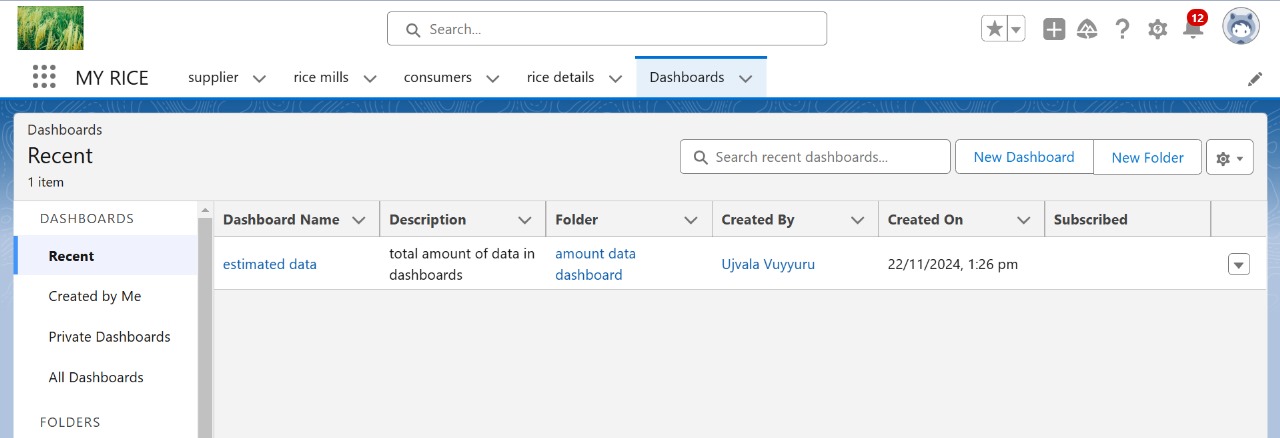 Search...
12
MY RICE
supplier
rice mills
consumers
rice details
Dashboards
Dashboards
Recent
1 item
Search recent dashboards...
New Dashboard
New Folder
DASHBOARDS
Recent
Created by Me
Private Dashboards
All Dashboards
FOLDERS
Dashboard Name
Description
Folder
Created By
Created On
Subscribed
estimated data
total amount of data in
dashboards
amount data
dashboard
Ujvala Vuyyuru
22/11/2024, 1:26 pm